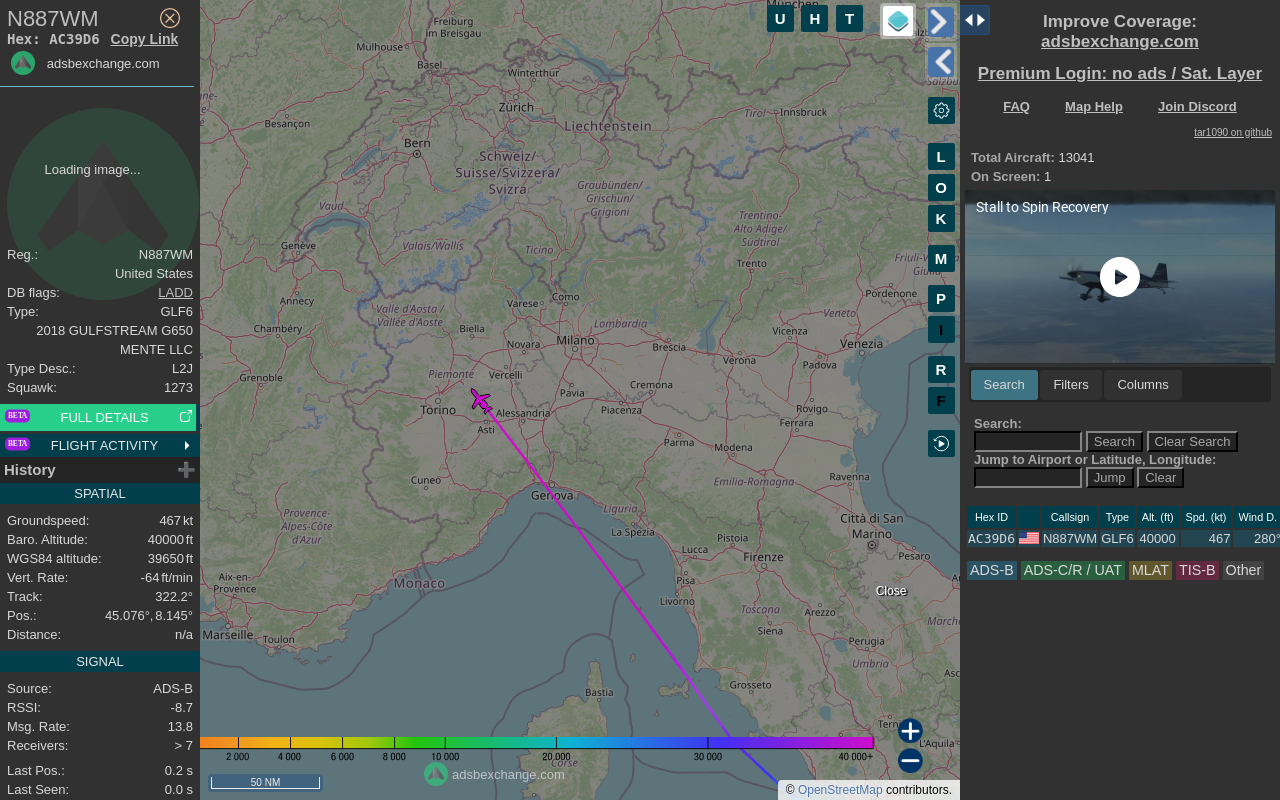 N887WM
Hex: AC39D6 Copy Link
adsbexchange.com
Loading image...
Reg.: N887WM
United States
DB flags: LADD
Type: GLF6
2018 GULFSTREAM G650
MENTE LLC
Type Desc.: L2J
Squawk: 1273
BETA FULL DETAILS
BETA FLIGHT ACTIVITY
History
SPATIAL
Groundspeed: 467 kt
Baro. Altitude: 40000 ft
WGS84 altitude: 39650 ft
Vert. Rate: -64 ft/min
Track: 322.2°
Pos.: 45.076°, 8.145°
Distance: n/a
SIGNAL
Source: ADS-B
RSSI: -8.7
Msg. Rate: 13.8
Receivers: > 7
Last Pos.: 0.2 s
Last Seen: 0.0 s
München
Freiburg
im Breisgau
Mulhouse
Basel
Winterthur
Zürich
Besançon
Liechtenstein
Tirol
Innsbruck
Bern
Schweiz/
Suisse/Svizzera/
Svizra
Graubünden/
Grischun/
Grigioni
Vaud
Trentino-
Alto Adige/
Südtirol
Genève
Valais/Wallis
Ticino
Trento
Annecy
Valle d'Aosta /
Vallée d'Aoste
Varese
Como
Pordenone
Veneto
Chambéry
Biella
Lombardia
Vicenza
Novara
Milano
Brescia
Verona
Venezia
Padova
Grenoble
Piemonte
Vercelli
Cremona
Pavia
Torino
Alessandria
Piacenza
Rovigo
Asti
Ferrara
Parma
Modena
Cuneo
Genova
Emilia-Romagna
Ravenna
Provence-
Alpes-Côte
d'Azur
Liguria
La Spezia
Città di San
Marino
Pistoia
Lucca
Firenze
Pesaro
Aix-en-
Provence
Monaco
Pisa
Livorno
Close
Toscana
Arezzo
Marseille
Toulon
Siena
Perugia
Umbria
Grosseto
Bastia
L'Aquila
Corse
U H T
L
O
K
M
P
I
R
F
2 000 4 000 6 000 8 000 10 000 20 000 30 000 40 000+
50 NM
adsbexchange.com
© OpenStreetMap contributors.
Improve Coverage:
adsbexchange.com
Premium Login: no ads / Sat. Layer
FAQ Map Help Join Discord
tar1090 on github
Total Aircraft: 13041
On Screen: 1
Stall to Spin Recovery
Search Filters Columns
Search:
Search Clear Search
Jump to Airport or Latitude, Longitude:
Jump Clear
Hex ID Callsign Type Alt. (ft) Spd. (kt) Wind D.
AC39D6 N887WM GLF6 40000 467 280°
ADS-B ADS-C/R / UAT MLAT TIS-B Other